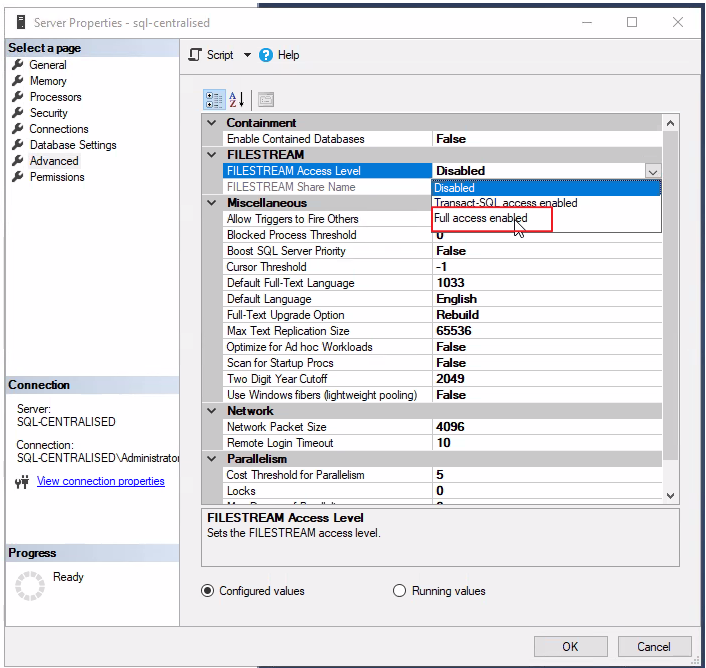 Server Properties - sql-centralised
Select a page
General
Memory
Processors
Security
Connections
Database Settings
Advanced
Permissions
Connection
Server:
SQL-CENTRALISED
Connection:
SQL-CENTRALISED\Administrator
View connection properties
Progress
Ready
Script
Help
Containment
Enable Contained Databases False
FILESTREAM
FILESTREAM Access Level Disabled
FILESTREAM Share Name
Disabled
Transact-SQL access enabled
Full access enabled
Miscellaneous
Allow Triggers to Fire Others
Blocked Process Threshold 0
Boost SQL Server Priority False
Cursor Threshold -1
Default Full-Text Language 1033
Default Language English
Full-Text Upgrade Option Rebuild
Max Text Replication Size 65536
Optimize for Ad hoc Workloads False
Scan for Startup Procs False
Two Digit Year Cutoff 2049
Use Windows fibers (lightweight pooling) False
Network
Network Packet Size 4096
Remote Login Timeout 10
Parallelism
Cost Threshold for Parallelism 5
Locks 0
FILESTREAM Access Level
Sets the FILESTREAM access level.
Configured values
Running values
OK
Cancel